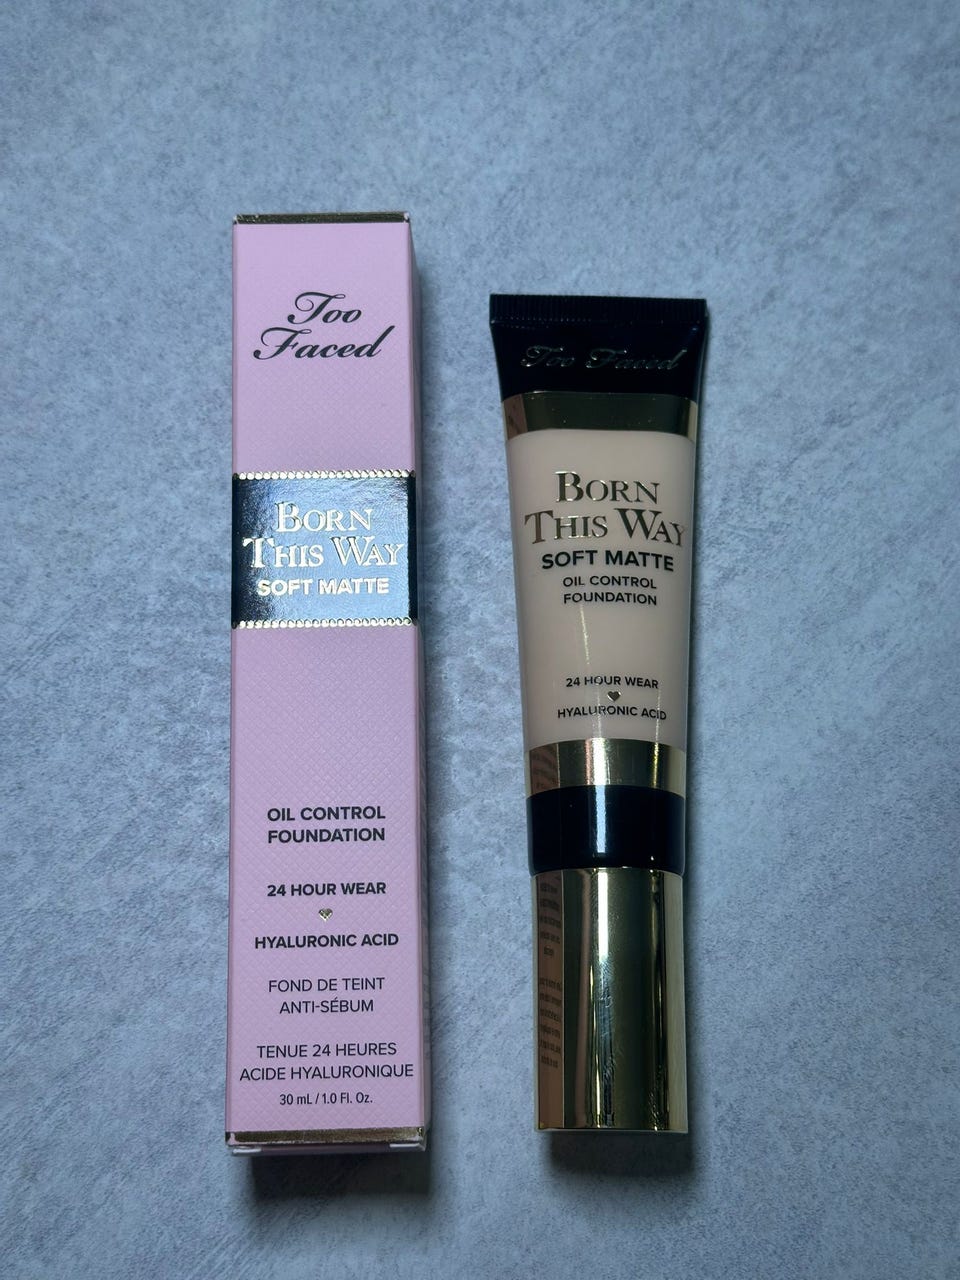 Too
Faced
BORN
THIS WAY
SOFT MATTE
OIL CONTROL
FOUNDATION
24 HOUR WEAR
HYALURONIC ACID
FOND DE TEINT
ANTI-SÉBUM
TENUE 24 HEURES
ACIDE HYALURONIQUE
30 mL / 1.0 Fl. Oz.
Too Faced
BORN
THIS WAY
SOFT MATTE
OIL CONTROL
FOUNDATION
24 HOUR WEAR
HYALURONIC ACID